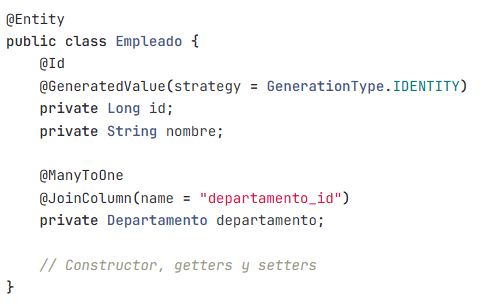 @Entity
public class Empleado {
    @Id
    @GeneratedValue(strategy = GenerationType.IDENTITY)
    private Long id;
    private String nombre;

    @ManyToOne
    @JoinColumn(name = "departamento_id")
    private Departamento departamento;

    // Constructor, getters y setters
}